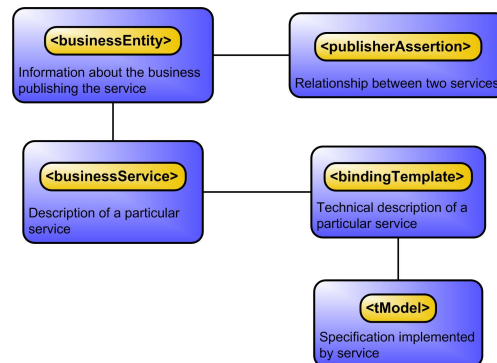 <businessEntity>
Information about the business
publishing the service
<publisherAssertion>
Relationship between two services
<businessService>
Description of a particular
service
<bindingTemplate>
Technical description of a
particular service
<tModel>
Specification implemented
by service